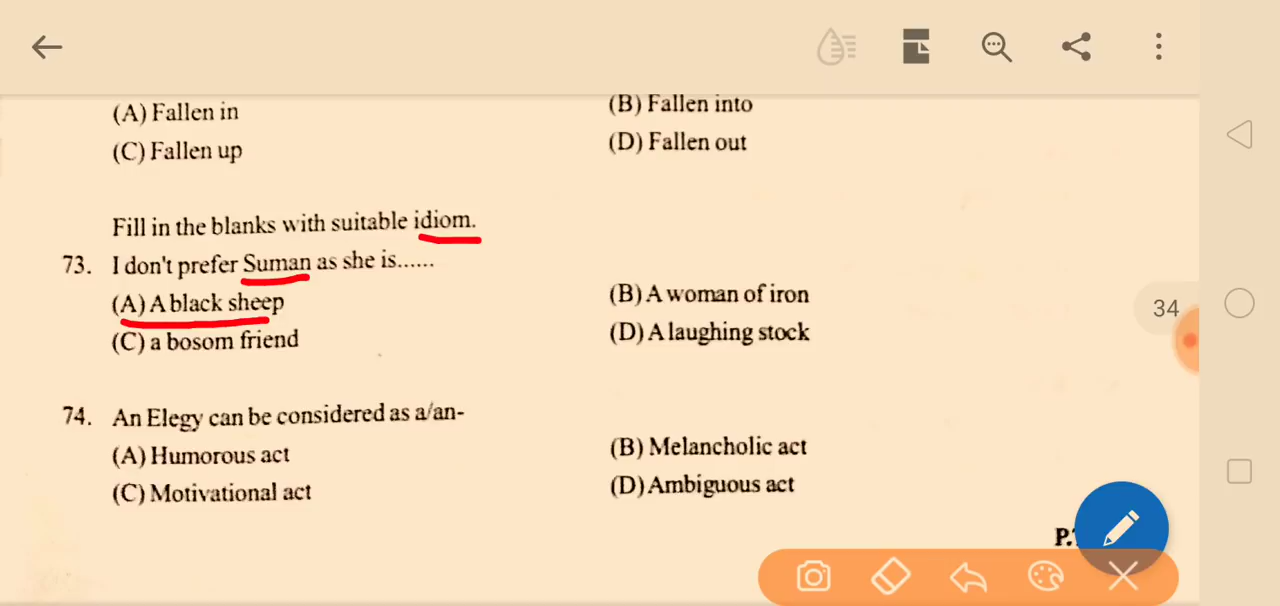 (A) Fallen in
(B) Fallen into
(C) Fallen up
(D) Fallen out
Fill in the blanks with suitable idiom.
73. I don't prefer Suman as she is......
(A) A black sheep
(B) A woman of iron
(C) a bosom friend
(D) A laughing stock
34
74. An Elegy can be considered as a/an-
(A) Humorous act
(B) Melancholic act
(C) Motivational act
(D) Ambiguous act
P.